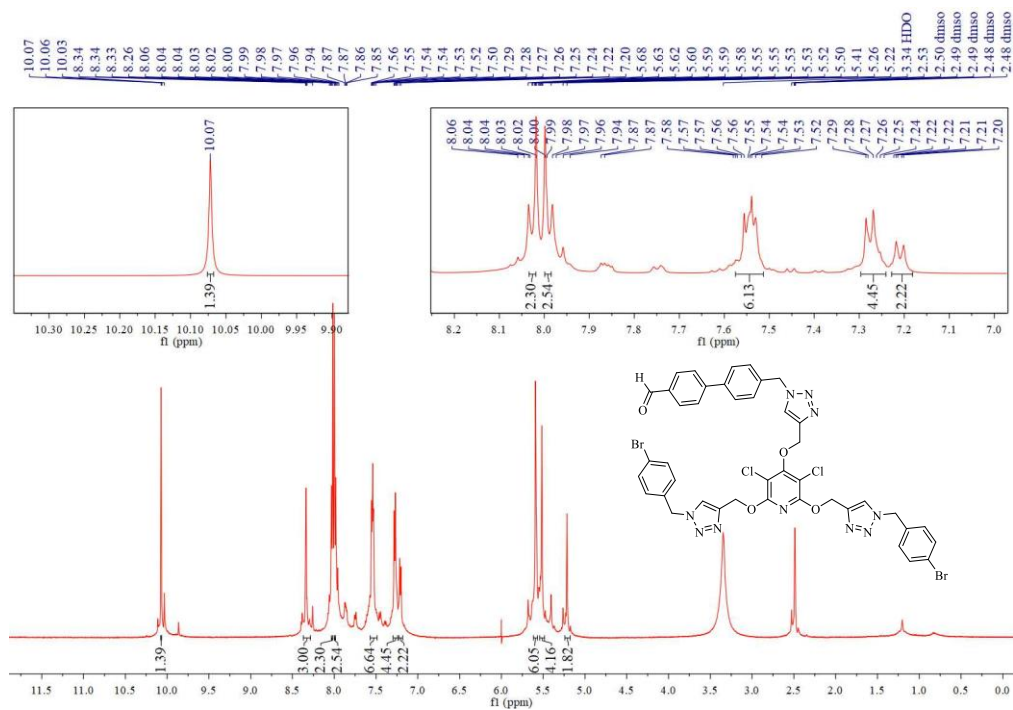 10.07 10.06 10.03 8.34 8.34 8.33 8.26 8.06 8.04 8.04 8.03 8.02 8.00 7.99 7.98 7.97 7.96 7.94 7.87 7.87 7.86 7.85 7.56 7.55 7.54 7.54 7.53 7.52 7.50 7.29 7.28 7.27 7.26 7.25 7.24 7.22 7.20 5.68 5.63 5.62 5.60 5.59 5.59 5.58 5.55 5.55 5.53 5.53 5.52 5.50 5.41 5.26 5.22 3.34 HDO 2.53 2.50 dmso 2.49 dmso 2.49 dmso 2.48 dmso 2.48 dmso
10.07
1.39
10.30 10.25 10.20 10.15 10.10 10.05 10.00 9.95 9.90
f1 (ppm)
8.06 8.04 8.04 8.03 8.02 8.00 7.99 7.98 7.97 7.96 7.94 7.87 7.87 7.58 7.57 7.57 7.56 7.56 7.55 7.54 7.54 7.53 7.52 7.29 7.28 7.27 7.26 7.25 7.24 7.22 7.22 7.21 7.21 7.20
2.30 2.54 6.13 4.45 2.22
8.2 8.1 8.0 7.9 7.8 7.7 7.6 7.5 7.4 7.3 7.2 7.1 7.0
f1 (ppm)
H
O
N N
N
Br
O
Cl Cl
O N O
N N
N N
N N
Br
1.39 3.00 2.30 2.54 6.64 4.45 2.22 6.05 4.16 1.82
11.5 11.0 10.5 10.0 9.5 9.0 8.5 8.0 7.5 7.0 6.5 6.0 5.5 5.0 4.5 4.0 3.5 3.0 2.5 2.0 1.5 1.0 0.5 0.0
f1 (ppm)